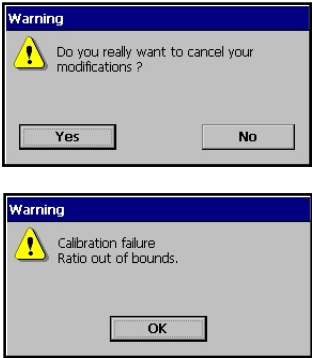 Warning
Do you really want to cancel your
modifications ?
Yes
No
Warning
Calibration failure
Ratio out of bounds.
OK